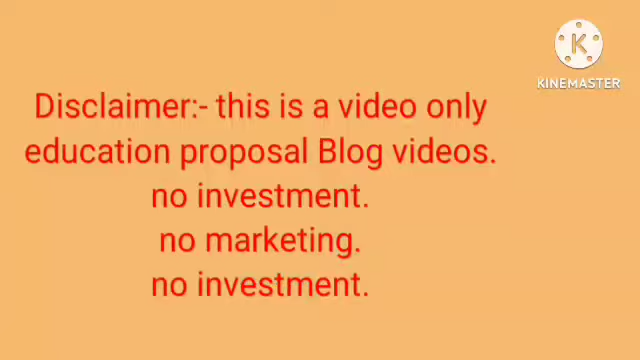 K
KINEMASTER
Disclaimer:- this is a video only
education proposal Blog videos.
no investment.
no marketing.
no investment.